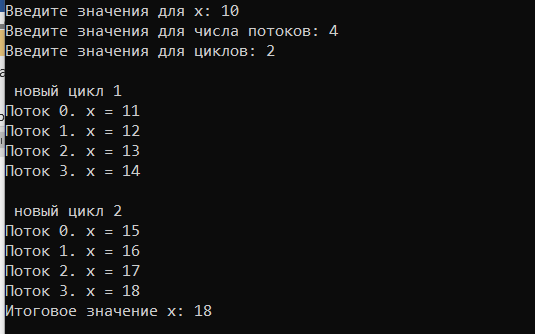 Введите значения для x: 10
Введите значения для числа потоков: 4
Введите значения для циклов: 2
новый цикл 1
Поток 0. x = 11
Поток 1. x = 12
Поток 2. x = 13
Поток 3. x = 14
новый цикл 2
Поток 0. x = 15
Поток 1. x = 16
Поток 2. x = 17
Поток 3. x = 18
Итоговое значение x: 18